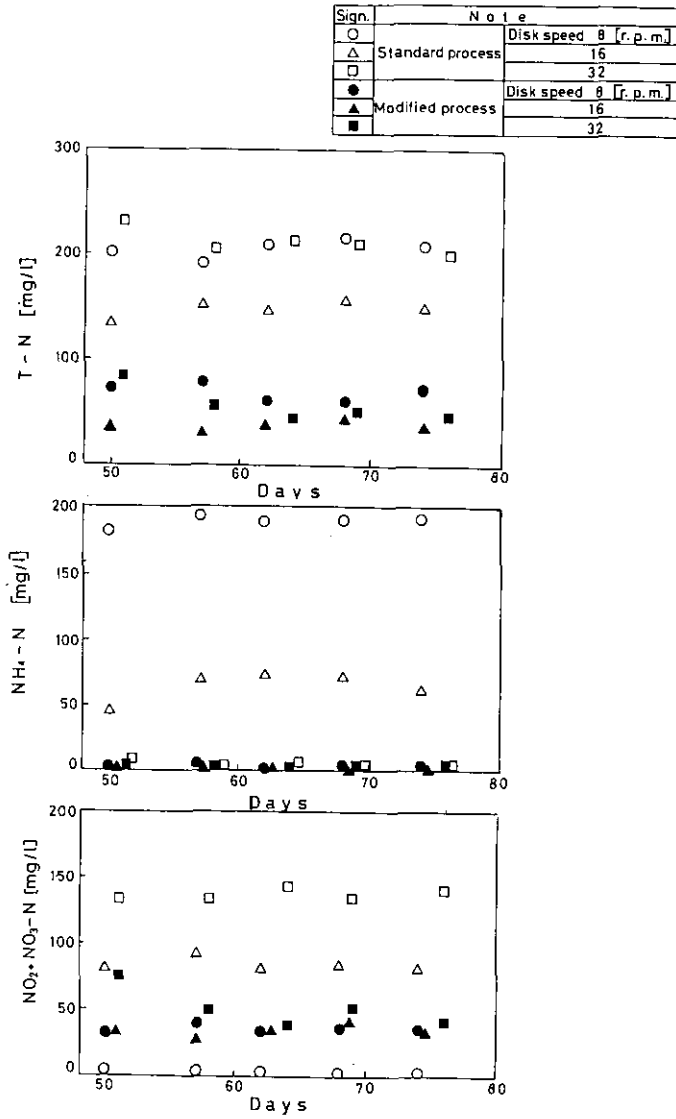 Sign. Note
Standard process Disk speed 8 [r.p.m.]
16
32
Modified process Disk speed 8 [r.p.m.]
16
32
300
200
100
0
T-N [mg/l]
50 60 70 80
Days
200
150
100
50
0
NH₄-N [mg/l]
50 60 70 80
Days
200
150
100
50
0
NO₂+NO₃-N [mg/l]
50 60 70 80
Days